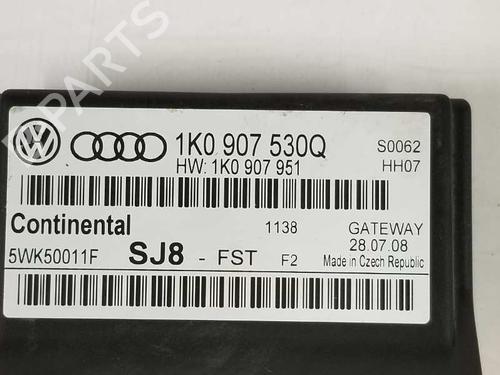 1K0 907 530Q
S0062
HW: 1K0 907 951
HH07
Continental
1138
GATEWAY
28.07.08
5WK50011F
SJ8 - FST
F2
Made in Czech Republic